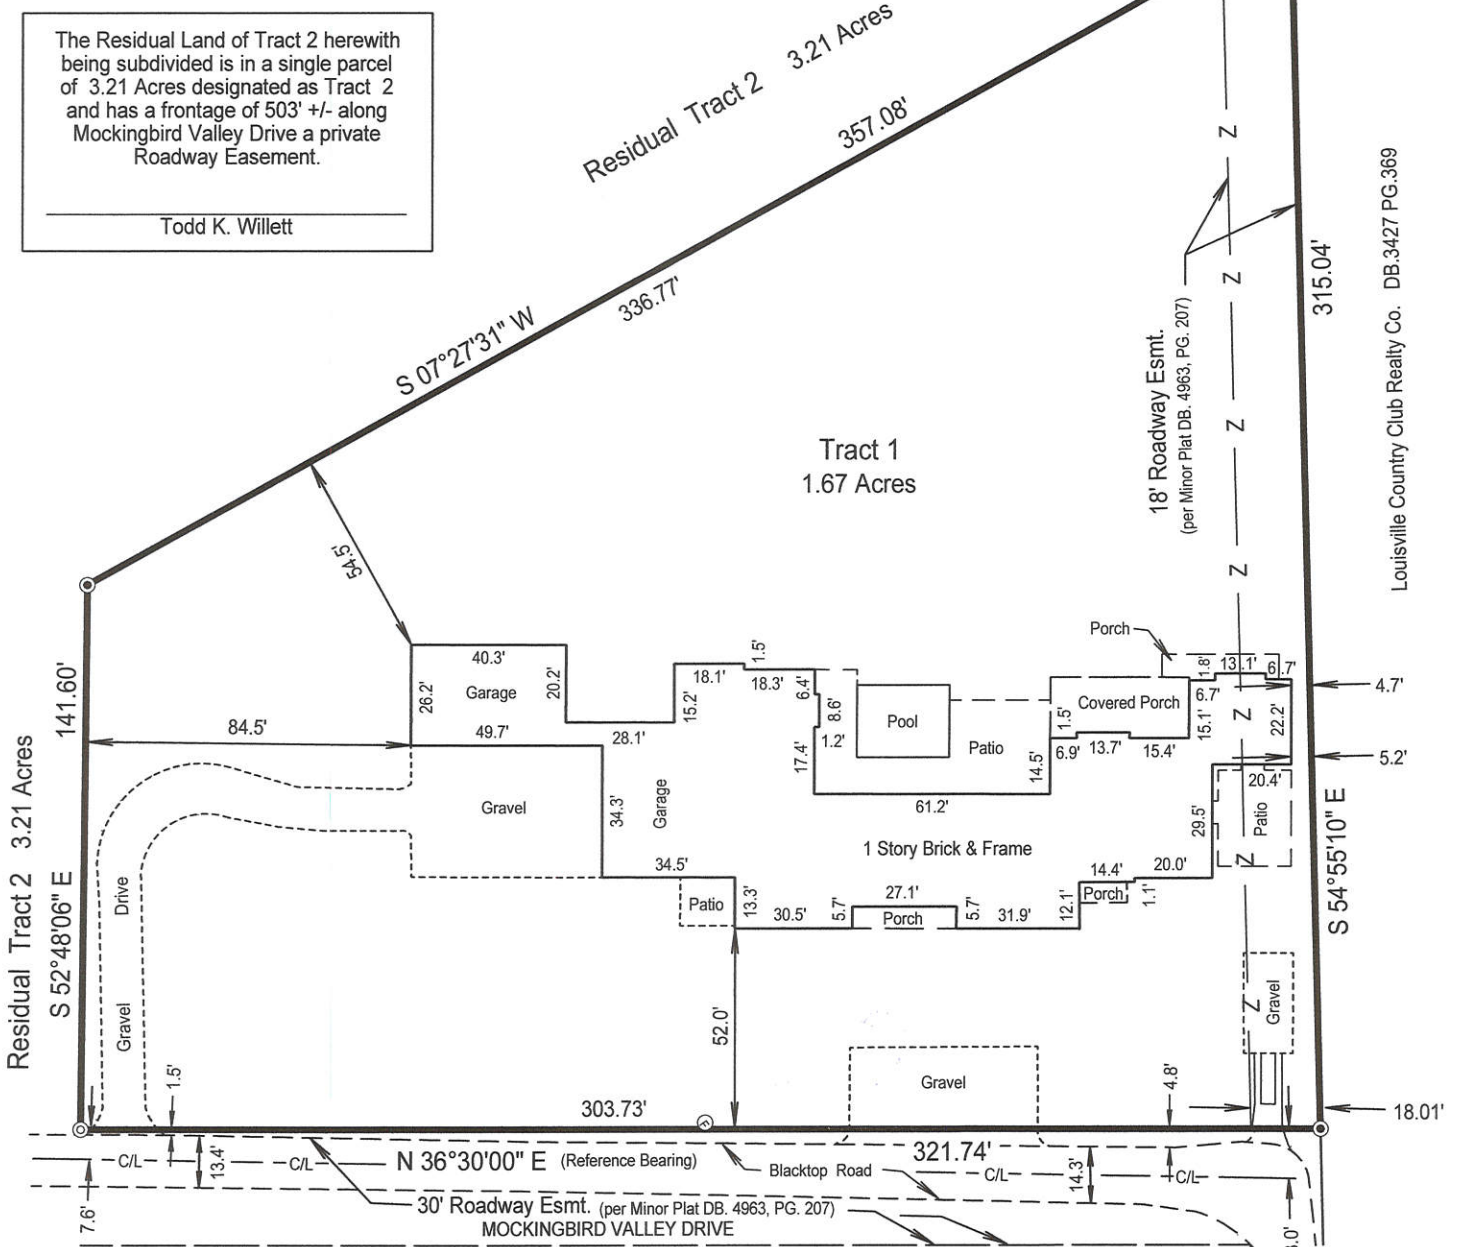 The Residual Land of Tract 2 herewith
being subdivided is in a single parcel
of 3.21 Acres designated as Tract 2
and has a frontage of 503' +/- along
Mockingbird Valley Drive a private
Roadway Easement.
Todd K. Willett
Residual Tract 2 3.21 Acres
357.08'
336.77'
S 07°27'31" W
Z
Z
Z
Z
315.04'
Louisville Country Club Realty Co. DB.3427 PG.369
18' Roadway Esmt.
(per Minor Plat DB. 4963, PG. 207)
Tract 1
1.67 Acres
54.5'
141.60'
84.5'
Residual Tract 2 3.21 Acres
S 52°48'06" E
40.3'
Garage
26.2'
20.2'
49.7'
28.1'
15.2'
18.1'
1.5'
18.3'
6.4'
8.6'
1.2'
17.4'
Pool
Patio
61.2'
14.5'
1.5'
Covered Porch
6.9'
13.7'
15.4'
Porch
1.8'
13.1'
6.7'
6.7'
15.1'
Z
22.2'
4.7'
5.2'
20.4'
Patio
29.5'
Z
S 54°55'10" E
Gravel
34.3'
Garage
34.5'
1 Story Brick & Frame
Patio
13.3'
30.5'
5.7'
27.1'
Porch
5.7'
31.9'
12.1'
14.4'
Porch
1.1'
20.0'
Drive
Gravel
52.0'
Gravel
Z
Gravel
4.8'
18.01'
1.5'
303.73'
F
321.74'
C/L
13.4'
C/L
N 36°30'00" E (Reference Bearing)
Blacktop Road
C/L
14.3'
C/L
7.6'
30' Roadway Esmt. (per Minor Plat DB. 4963, PG. 207)
MOCKINGBIRD VALLEY DRIVE